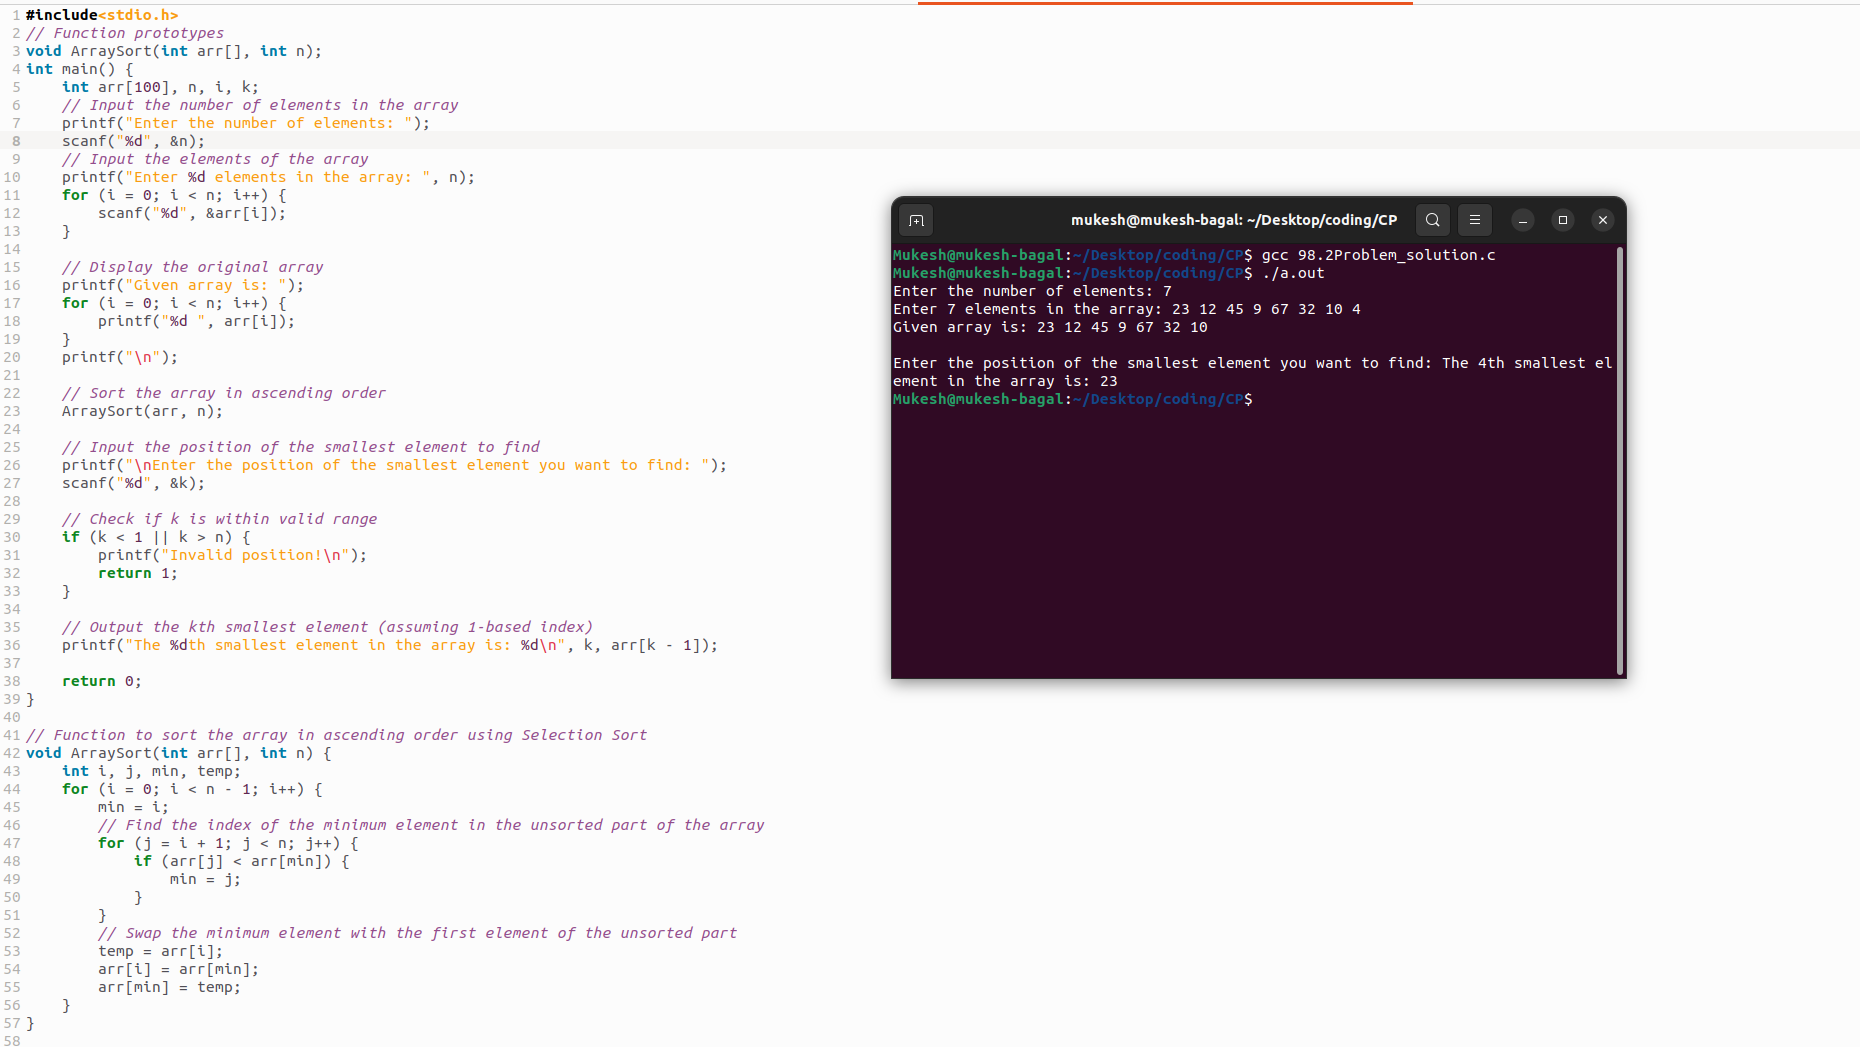 1 #include<stdio.h>
2 // Function prototypes
3 void ArraySort(int arr[], int n);
4 int main() {
5     int arr[100], n, i, k;
6     // Input the number of elements in the array
7     printf("Enter the number of elements: ");
8     scanf("%d", &n);
9     // Input the elements of the array
10     printf("Enter %d elements in the array: ", n);
11     for (i = 0; i < n; i++) {
12         scanf("%d", &arr[i]);
13     }
14
15     // Display the original array
16     printf("Given array is: ");
17     for (i = 0; i < n; i++) {
18         printf("%d ", arr[i]);
19     }
20     printf("\n");
21
22     // Sort the array in ascending order
23     ArraySort(arr, n);
24
25     // Input the position of the smallest element to find
26     printf("\nEnter the position of the smallest element you want to find: ");
27     scanf("%d", &k);
28
29     // Check if k is within valid range
30     if (k < 1 || k > n) {
31         printf("Invalid position!\n");
32         return 1;
33     }
34
35     // Output the kth smallest element (assuming 1-based index)
36     printf("The %dth smallest element in the array is: %d\n", k, arr[k - 1]);
37
38     return 0;
39 }
40
41 // Function to sort the array in ascending order using Selection Sort
42 void ArraySort(int arr[], int n) {
43     int i, j, min, temp;
44     for (i = 0; i < n - 1; i++) {
45         min = i;
46         // Find the index of the minimum element in the unsorted part of the array
47         for (j = i + 1; j < n; j++) {
48             if (arr[j] < arr[min]) {
49                 min = j;
50             }
51         }
52         // Swap the minimum element with the first element of the unsorted part
53         temp = arr[i];
54         arr[i] = arr[min];
55         arr[min] = temp;
56     }
57 }
58
mukesh@mukesh-bagal: ~/Desktop/coding/CP
Mukesh@mukesh-bagal:~/Desktop/coding/CP$ gcc 98.2Problem_solution.c
Mukesh@mukesh-bagal:~/Desktop/coding/CP$ ./a.out
Enter the number of elements: 7
Enter 7 elements in the array: 23 12 45 9 67 32 10 4
Given array is: 23 12 45 9 67 32 10
Enter the position of the smallest element you want to find: The 4th smallest el
ement in the array is: 23
Mukesh@mukesh-bagal:~/Desktop/coding/CP$